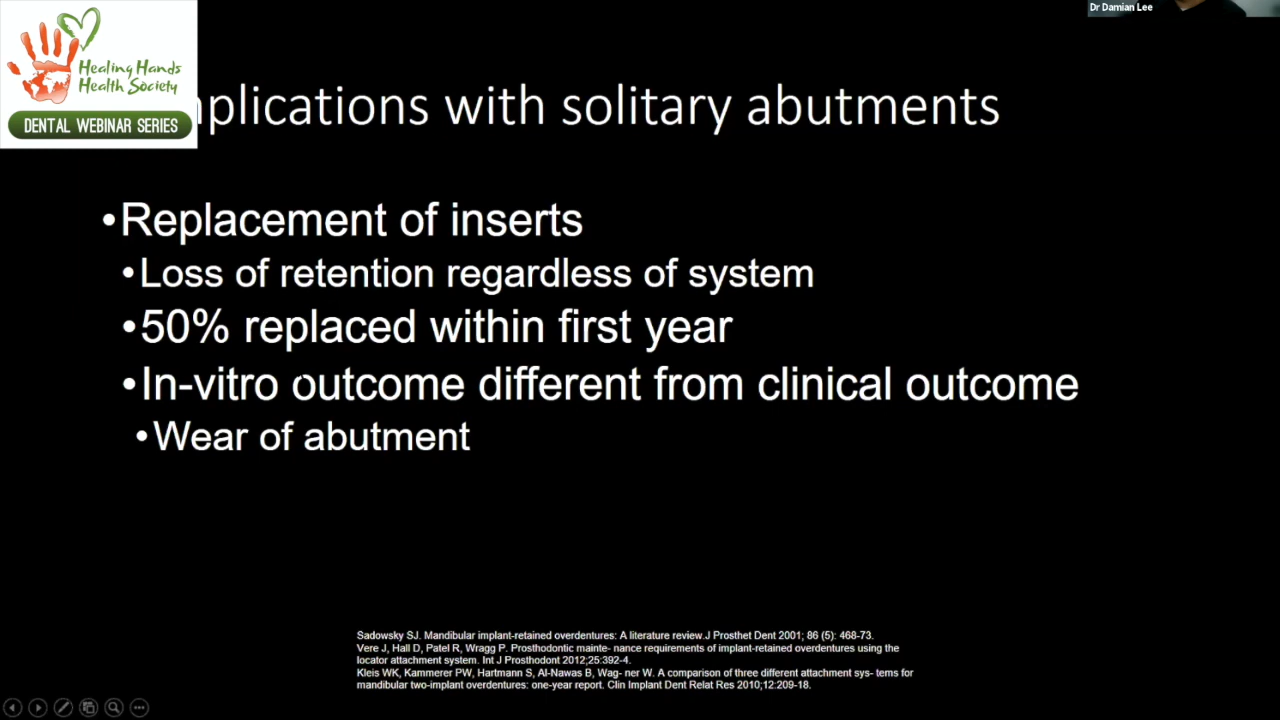 Dr Damian Lee
Healing Hands
Health Society
DENTAL WEBINAR SERIES
plications with solitary abutments
•Replacement of inserts
•Loss of retention regardless of system
•50% replaced within first year
•In-vitro outcome different from clinical outcome
•Wear of abutment
Sadowsky SJ. Mandibular implant-retained overdentures: A literature review.J Prosthet Dent 2001; 86 (5): 468-73.
Vere J, Hall D, Patel R, Wragg P. Prosthodontic mainte- nance requirements of implant-retained overdentures using the
locator attachment system. Int J Prosthodont 2012;25:392-4.
Kleis WK, Kammerer PW, Hartmann S, Al-Nawas B, Wag- ner W. A comparison of three different attachment sys- tems for
mandibular two-implant overdentures: one-year report. Clin Implant Dent Relat Res 2010;12:209-18.